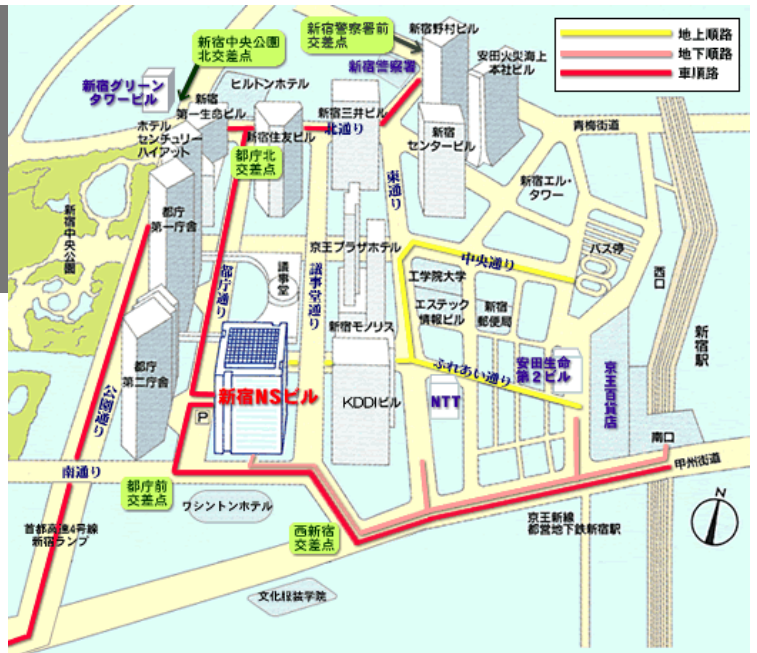 新宿中央公園
北交差点
新宿警察署前
交差点
新宿野村ビル
地上順路
地下順路
車順路
新宿警察署
安田火災海上
本社ビル
新宿グリーン
タワービル
ヒルトンホテル
新宿
第一生命ビル
新宿三井ビル
北通り
ホテル
センチュリー
ハイアット
新宿住友ビル
新宿
センタービル
青梅街道
都庁北
交差点
東通り
新宿エル・
タワー
新宿中央公園
都庁
第一庁舎
京王プラザホテル
中央通り
バス停
西口
都庁通り
議事堂
議事堂通り
工学院大学
エステック
情報ビル
新宿
郵便局
新宿モノリス
新宿駅
都庁
第二庁舎
ふれあい通り
安田生命
第2ビル
京王百貨店
新宿NSビル
KDDIビル
NTT
公園通り
P
南口
南通り
甲州街道
都庁前
交差点
ワシントンホテル
N
首都高速4号線
新宿ランプ
西新宿
交差点
京王新線
都営地下鉄新宿駅
文化服装学院